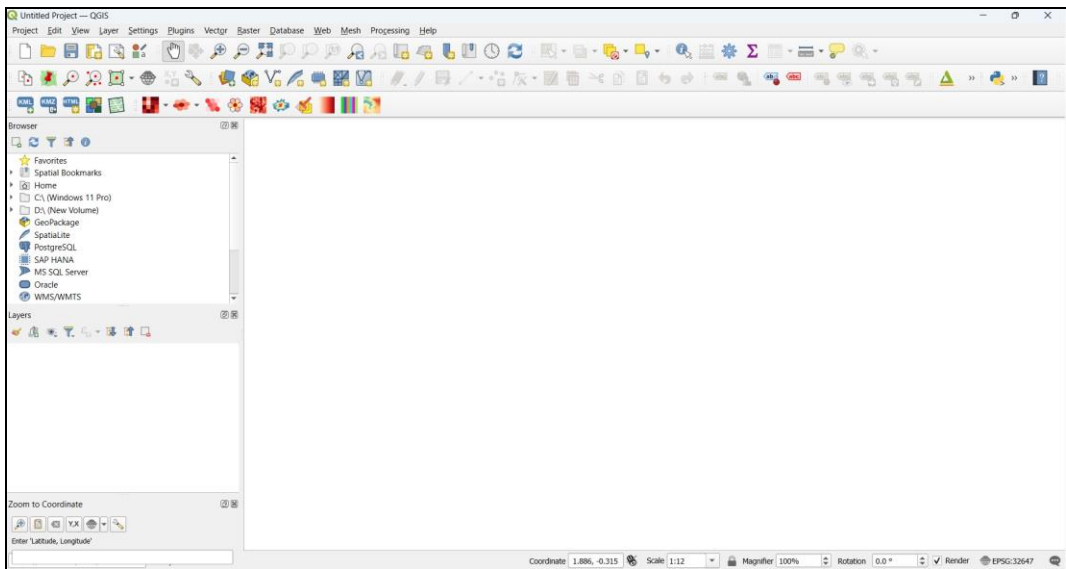 Untitled Project — QGIS
Project Edit View Layer Settings Plugins Vector Raster Database Web Mesh Processing Help
KML KMZ HTML
Browser
Favorites
Spatial Bookmarks
Home
C:\ (Windows 11 Pro)
D:\ (New Volume)
GeoPackage
SpatiaLite
PostgreSQL
SAP HANA
MS SQL Server
Oracle
WMS/WMTS
Layers
Zoom to Coordinate
Y,X
Enter 'Latitude, Longitude'
Coordinate 1.886, -0.315 Scale 1:12 Magnifier 100% Rotation 0.0 ° Render EPSG:32647